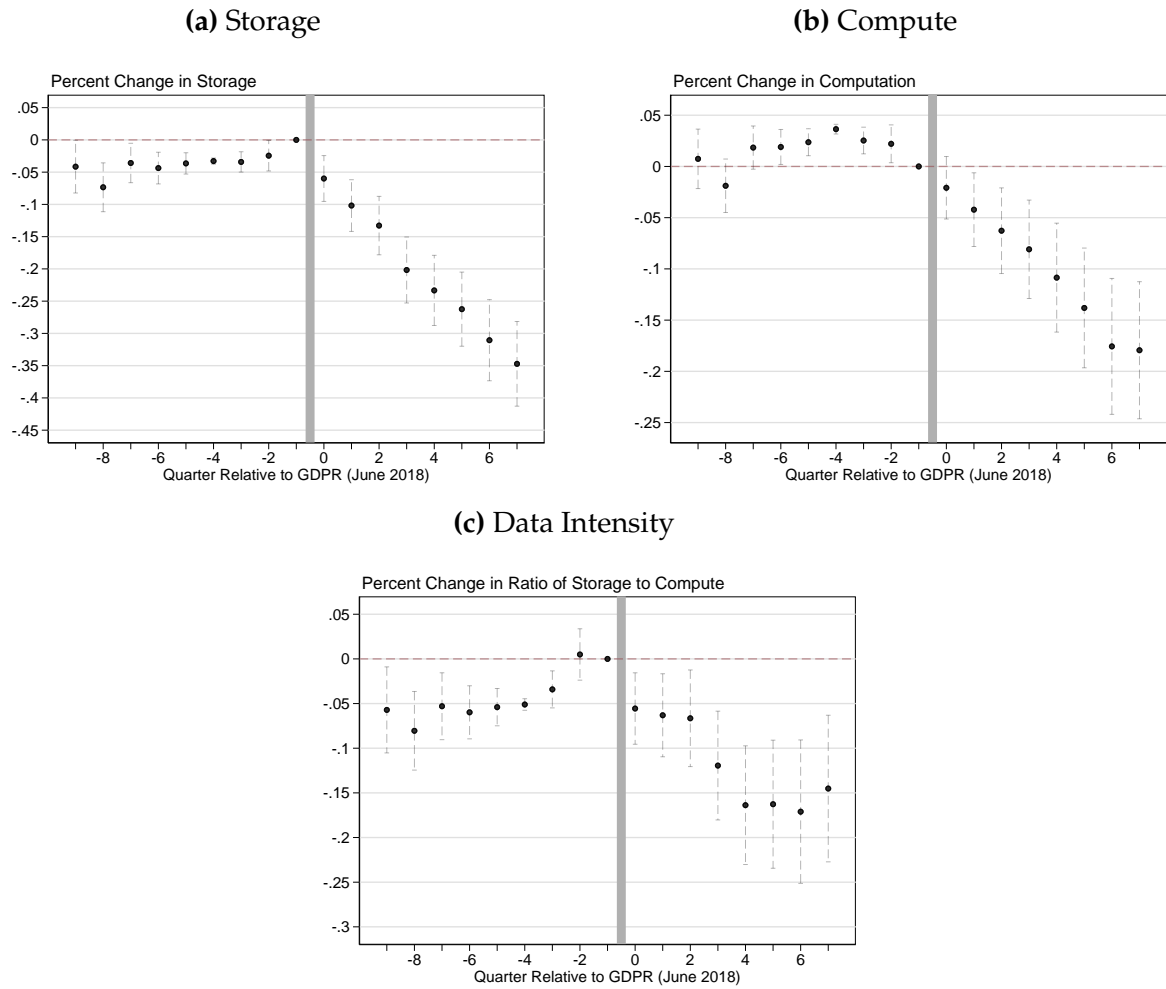 (a) Storage
Percent Change in Storage
.05
0
-.05
-.1
-.15
-.2
-.25
-.3
-.35
-.4
-.45
-8 -6 -4 -2 0 2 4 6
Quarter Relative to GDPR (June 2018)
(b) Compute
Percent Change in Computation
.05
0
-.05
-.1
-.15
-.2
-.25
-8 -6 -4 -2 0 2 4 6
Quarter Relative to GDPR (June 2018)
(c) Data Intensity
Percent Change in Ratio of Storage to Compute
.05
0
-.05
-.1
-.15
-.2
-.25
-.3
-8 -6 -4 -2 0 2 4 6
Quarter Relative to GDPR (June 2018)